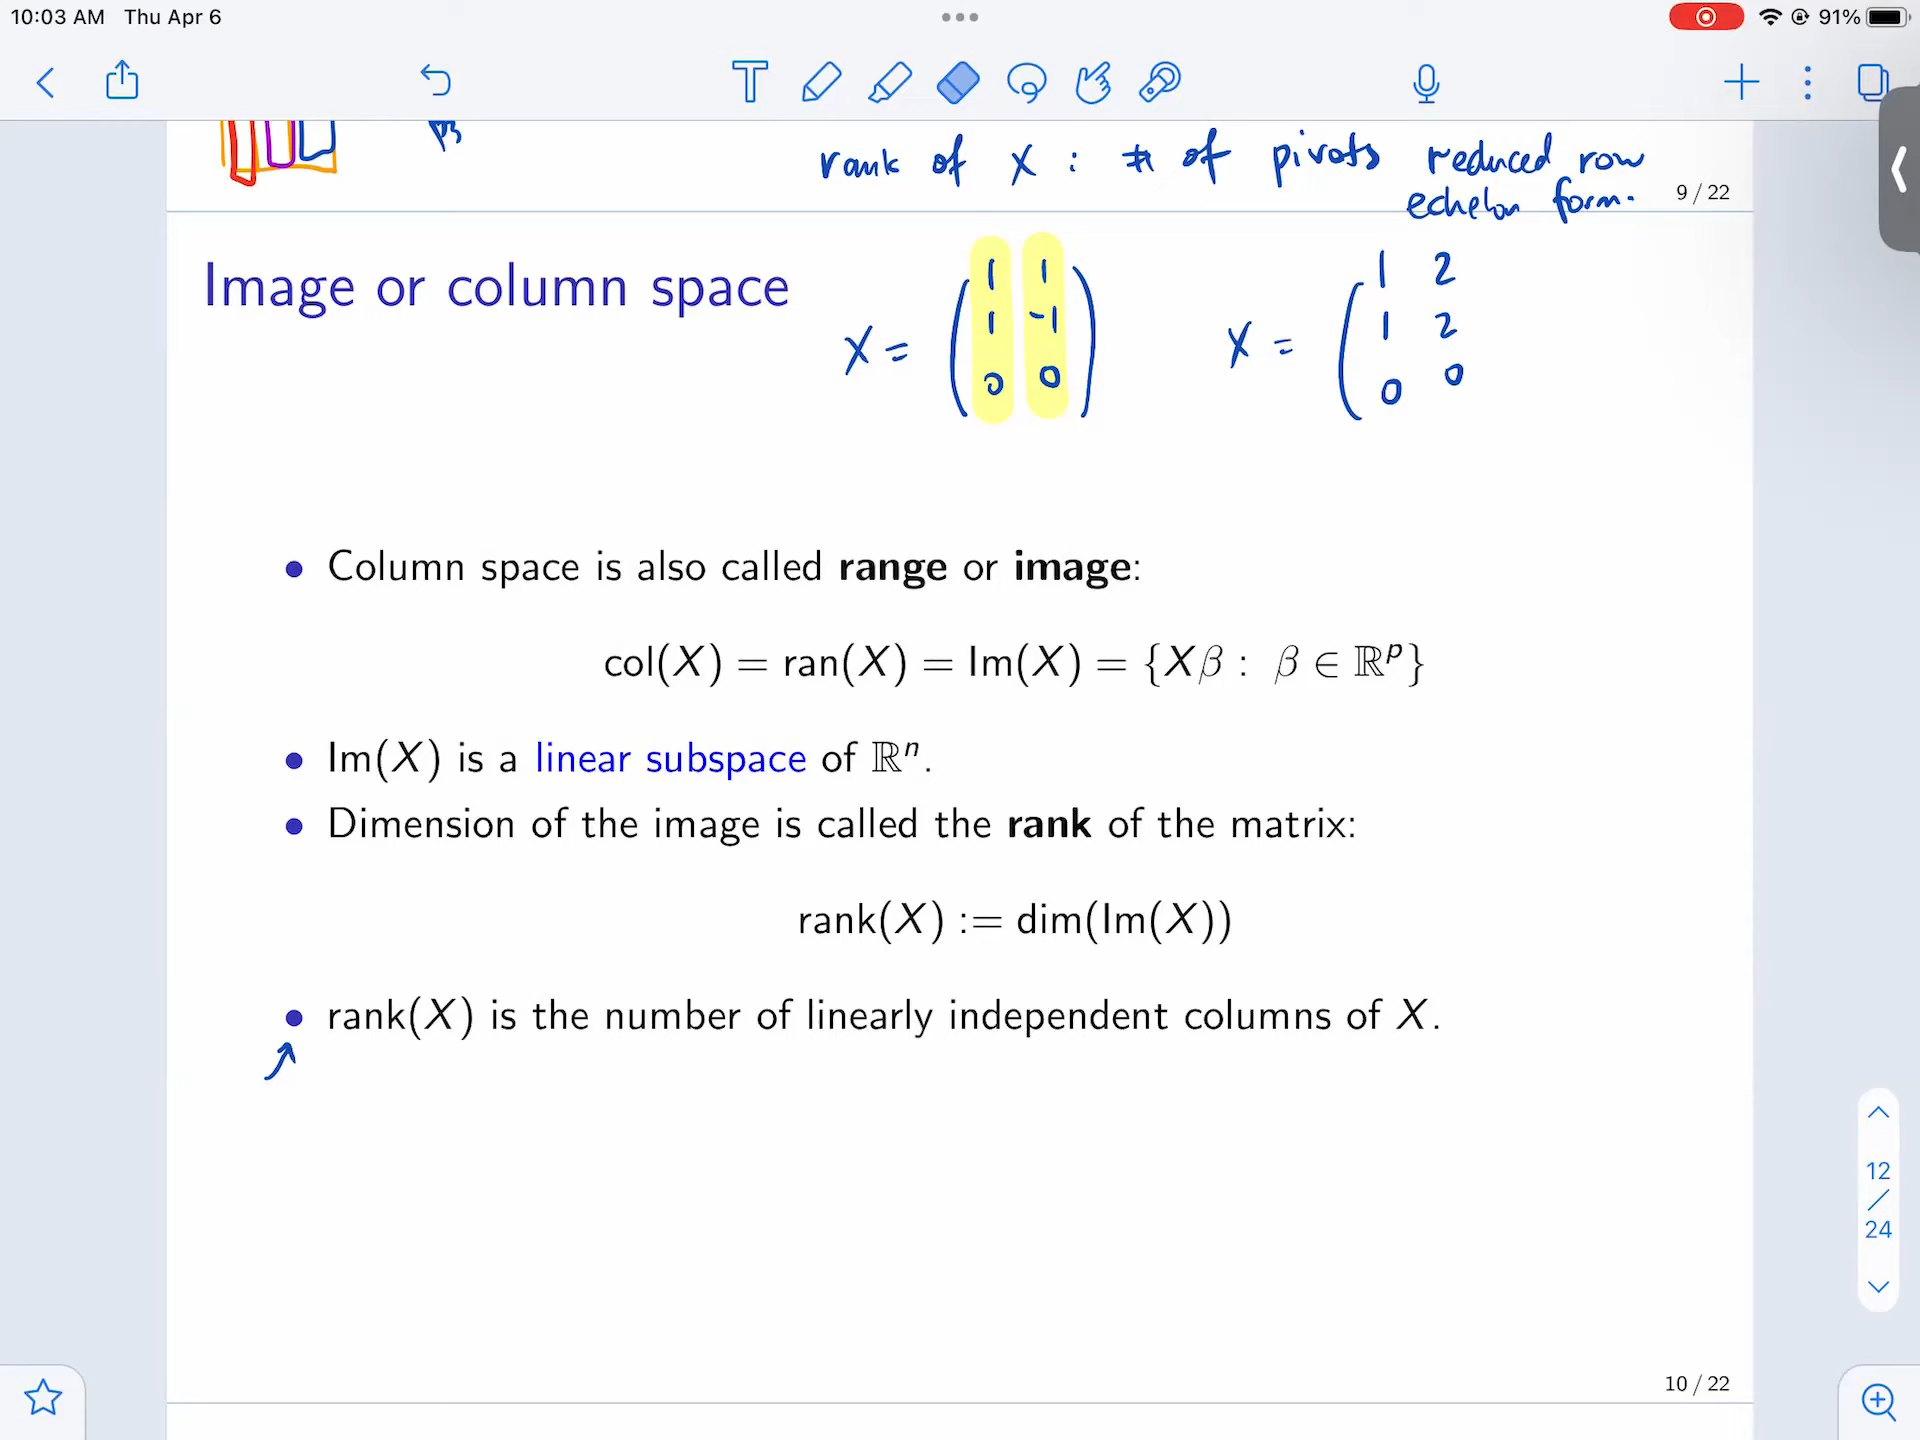 10:03 AM Thu Apr 6
91%
rank of X : # of pivots reduced row
echelon form.
9 / 22
Image or column space
X = ( 1 1
1 -1
0 0 )
X = ( 1 2
1 2
0 0
• Column space is also called range or image:
col(X) = ran(X) = Im(X) = {Xβ : β ∈ ℝᵖ}
• Im(X) is a linear subspace of ℝⁿ.
• Dimension of the image is called the rank of the matrix:
rank(X) := dim(Im(X))
• rank(X) is the number of linearly independent columns of X.
12
/
24
10 / 22